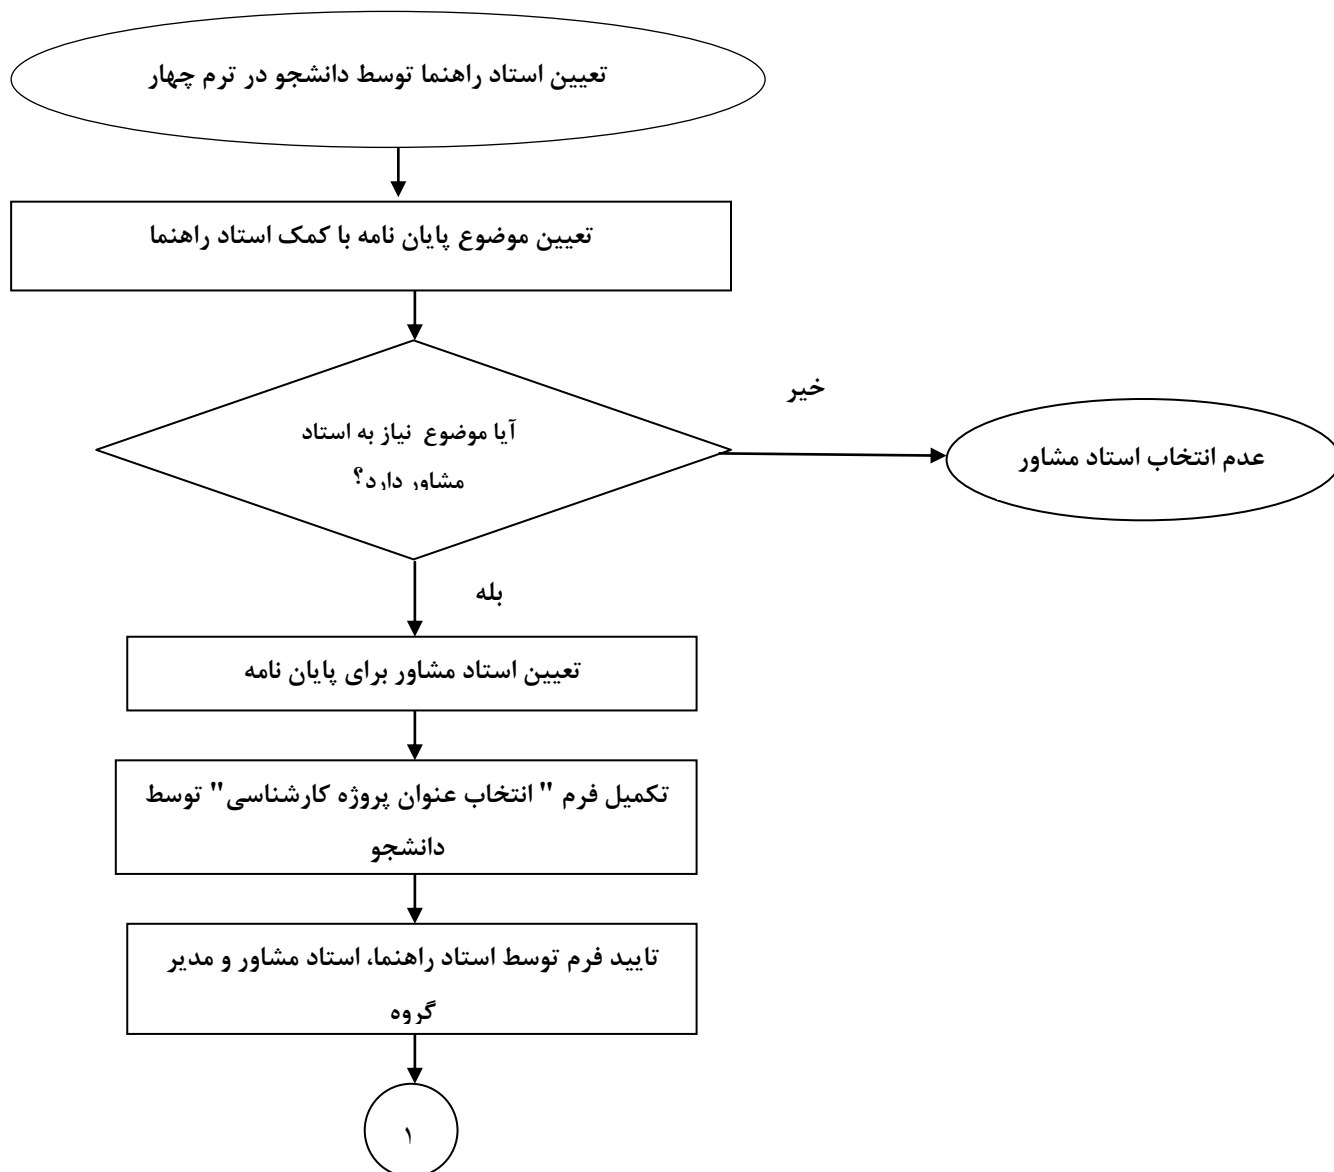 تعیین استاد راهنما توسط دانشجو در ترم چهار
تعیین موضوع پایان نامه با کمک استاد راهنما
خیر
آیا موضوع نیاز به استاد
مشاور دارد؟
عدم انتخاب استاد مشاور
بله
تعیین استاد مشاور برای پایان نامه
تکمیل فرم " انتخاب عنوان پروژه کارشناسی" توسط
دانشجو
تایید فرم توسط استاد راهنما، استاد مشاور و مدیر
گروه
۱